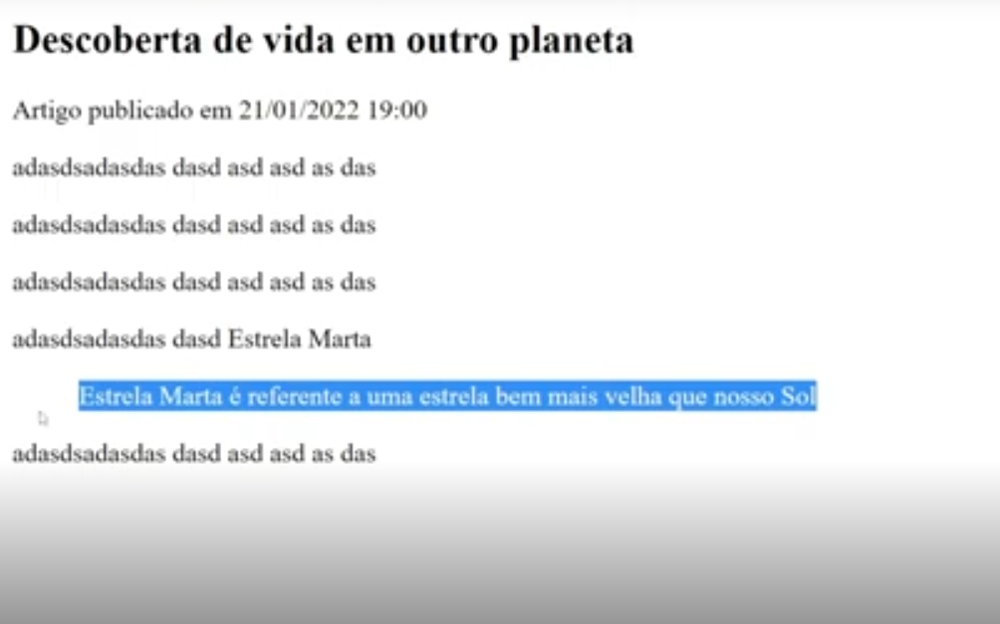 Descoberta de vida em outro planeta
Artigo publicado em 21/01/2022 19:00
adasdsadasdas dasd asd asd as das
adasdsadasdas dasd asd asd as das
adasdsadasdas dasd asd asd as das
adasdsadasdas dasd Estrela Marta
Estrela Marta é referente a uma estrela bem mais velha que nosso Sol
adasdsadasdas dasd asd asd as das